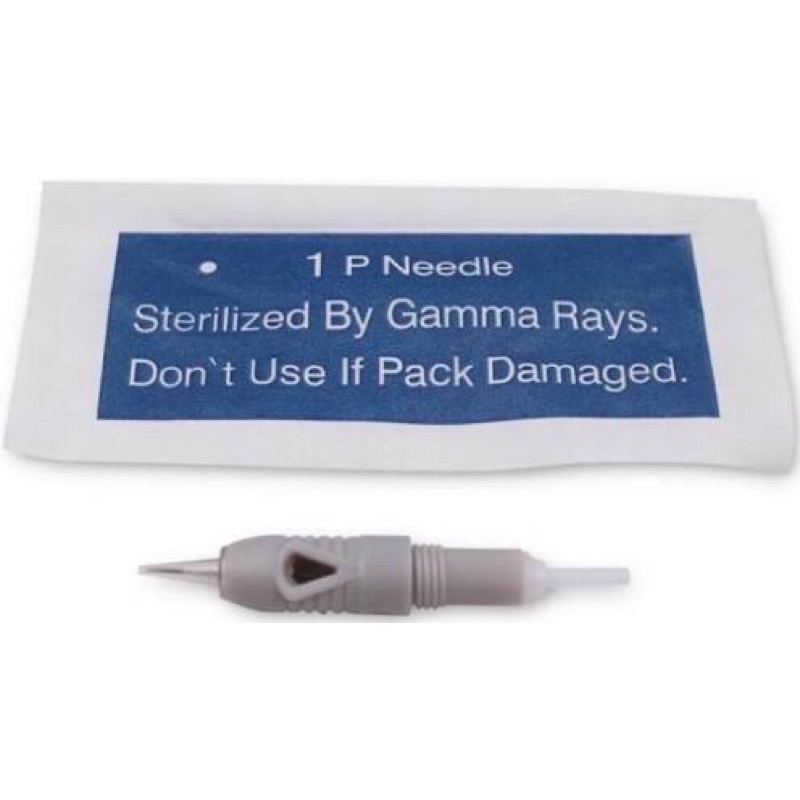 1 P Needle
Sterilized By Gamma Rays.
Don`t Use If Pack Damaged.